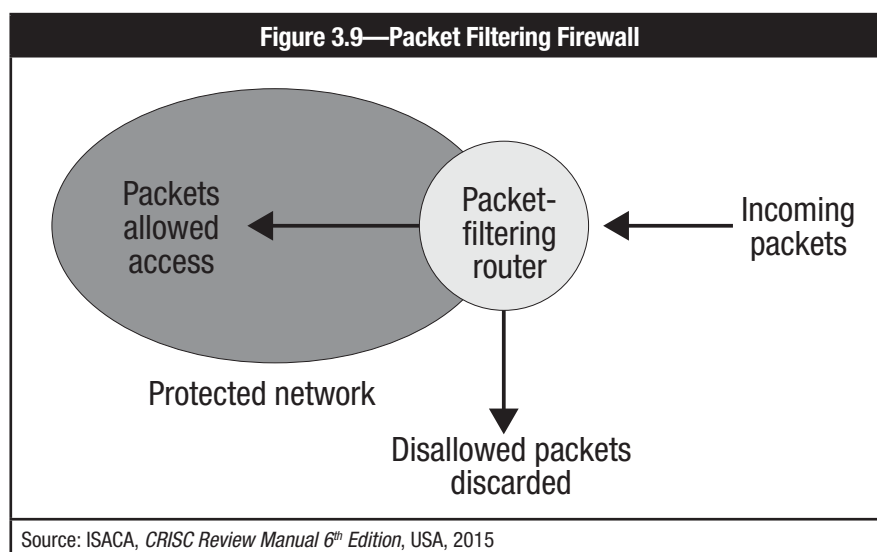 Figure 3.9—Packet Filtering Firewall
Packets
allowed
access
Packet-
filtering
router
Incoming
packets
Protected network
Disallowed packets
discarded
Source: ISACA, CRISC Review Manual 6th Edition, USA, 2015